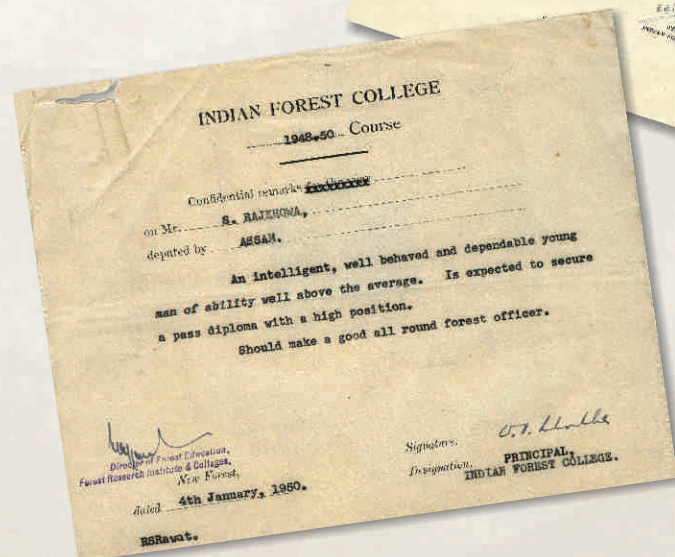 INDIAN FOREST COLLEGE
1948-50 Course
Confidential remarks for the year
on Mr. S. RAJKHOWA,
deputed by ASSAM.
An intelligent, well behaved and dependable young
man of ability well above the average. Is expected to secure
a pass diploma with a high position.
Should make a good all round forest officer.
Director of Forest Education,
Forest Research Institute & Colleges,
New Forest,
dated 4th January, 1950.
RSRawat.
Signature.
Designation. PRINCIPAL,
INDIAN FOREST COLLEGE.